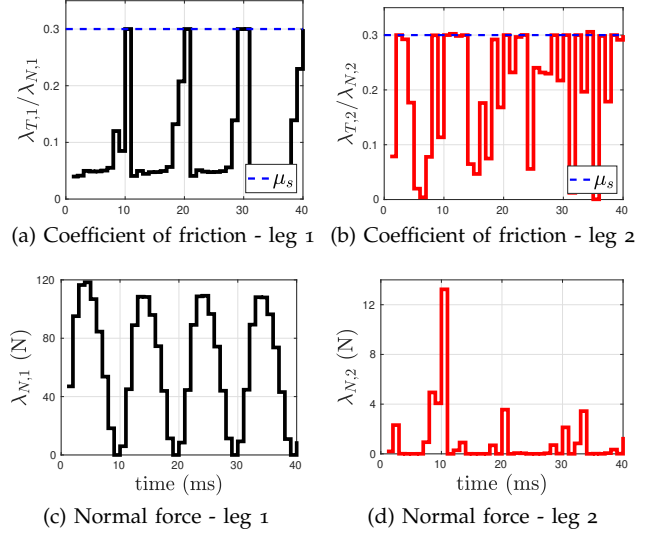 λT,1/λN,1
0.3
0.2
0.1
0
0 10 20 30 40
μs
λT,2/λN,2
0.3
0.2
0.1
0
0 10 20 30 40
μs
(a) Coefficient of friction - leg 1 (b) Coefficient of friction - leg 2
λN,1 (N)
120
80
40
0
0 10 20 30 40
time (ms)
λN,2 (N)
12
8
4
0
0 10 20 30 40
time (ms)
(c) Normal force - leg 1 (d) Normal force - leg 2